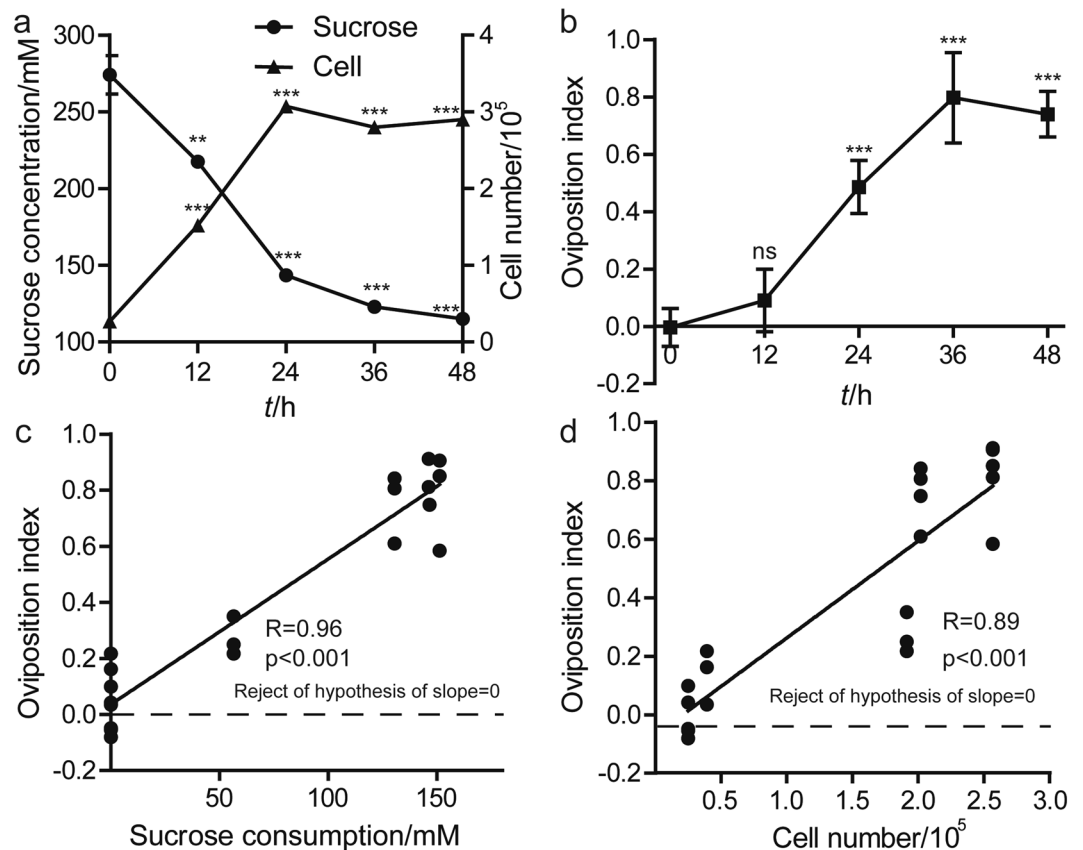 a
Sucrose
Cell
300
250
200
150
100
Sucrose concentration/mM
4
3
2
1
0
Cell number/10⁵
**
***
***
***
***
***
***
***
0 12 24 36 48
t/h
b
1.0
0.8
0.6
0.4
0.2
0.0
-0.2
Oviposition index
ns
***
***
***
0 12 24 36 48
t/h
c
1.0
0.8
0.6
0.4
0.2
0.0
-0.2
Oviposition index
R=0.96
p<0.001
Reject of hypothesis of slope=0
50 100 150
Sucrose consumption/mM
d
1.0
0.8
0.6
0.4
0.2
0.0
-0.2
Oviposition index
R=0.89
p<0.001
Reject of hypothesis of slope=0
0.5 1.0 1.5 2.0 2.5 3.0
Cell number/10⁵